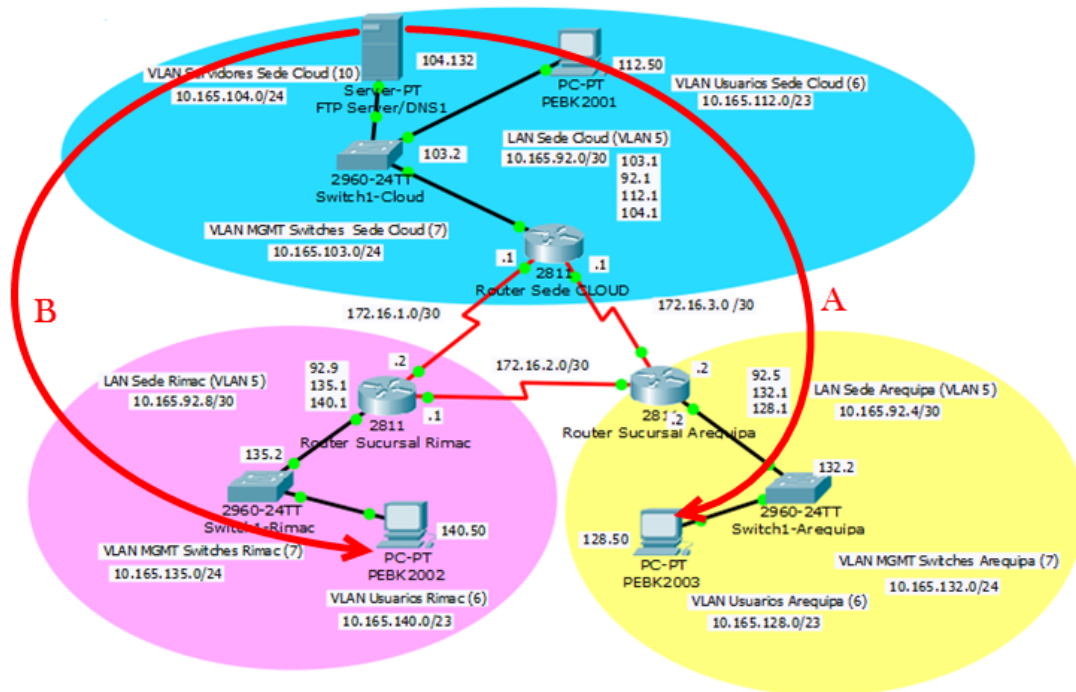 104.132
VLAN Servidores Sede Cloud (10)
10.165.104.0/24
Server-PT
FTP Server/DNS1
112.50
PC-PT
PEBK2001
VLAN Usuarios Sede Cloud (6)
10.165.112.0/23
LAN Sede Cloud (VLAN 5)
10.165.92.0/30
103.1
92.1
112.1
104.1
103.2
2960-24TT
Switch1-Cloud
VLAN MGMT Switches Sede Cloud (7)
10.165.103.0/24
.1
.1
2811
Router Sede CLOUD
B
A
172.16.1.0/30
172.16.3.0 /30
172.16.2.0/30
LAN Sede Rimac (VLAN 5)
10.165.92.8/30
92.9
135.1
140.1
.2
.1
2811
Router Sucursal Rimac
135.2
2960-24TT
Switch1-Rimac
140.50
PC-PT
PEBK2002
VLAN MGMT Switches Rimac (7)
10.165.135.0/24
VLAN Usuarios Rimac (6)
10.165.140.0/23
.2
92.5
132.1
128.1
LAN Sede Arequipa (VLAN 5)
10.165.92.4/30
2811
.2
Router Sucursal Arequipa
132.2
2960-24TT
Switch1-Arequipa
128.50
PC-PT
PEBK2003
VLAN MGMT Switches Arequipa (7)
10.165.132.0/24
VLAN Usuarios Arequipa (6)
10.165.128.0/23